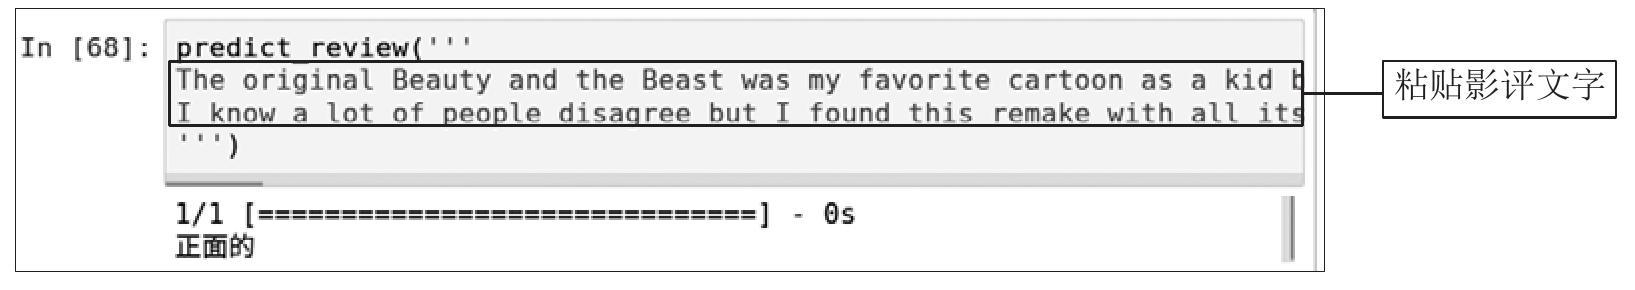 In [68]: predict_review('''
The original Beauty and the Beast was my favorite cartoon as a kid b
I know a lot of people disagree but I found this remake with all its
''')
粘贴影评文字
1/1 [==============================] - 0s
正面的